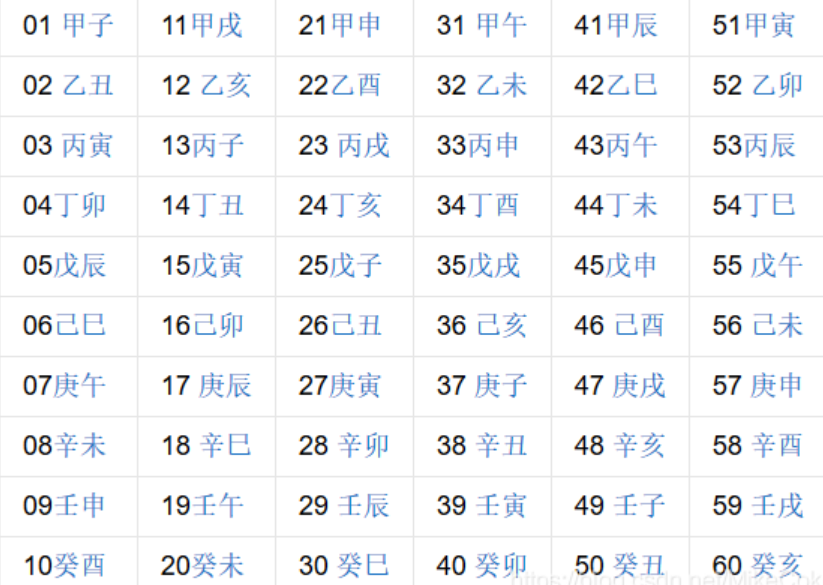 01 甲子 11甲戌 21甲申 31 甲午 41甲辰 51甲寅
02 乙丑 12 乙亥 22乙酉 32 乙未 42乙巳 52 乙卯
03 丙寅 13丙子 23 丙戌 33丙申 43丙午 53丙辰
04丁卯 14丁丑 24丁亥 34丁酉 44丁未 54丁巳
05戊辰 15戊寅 25戊子 35戊戌 45戊申 55 戊午
06己巳 16己卯 26己丑 36 己亥 46 己酉 56 己未
07庚午 17 庚辰 27庚寅 37 庚子 47 庚戌 57 庚申
08辛未 18 辛巳 28 辛卯 38 辛丑 48 辛亥 58 辛酉
09壬申 19壬午 29 壬辰 39 壬寅 49 壬子 59 壬戌
10癸酉 20癸未 30 癸巳 40 癸卯 50 癸丑 60 癸亥